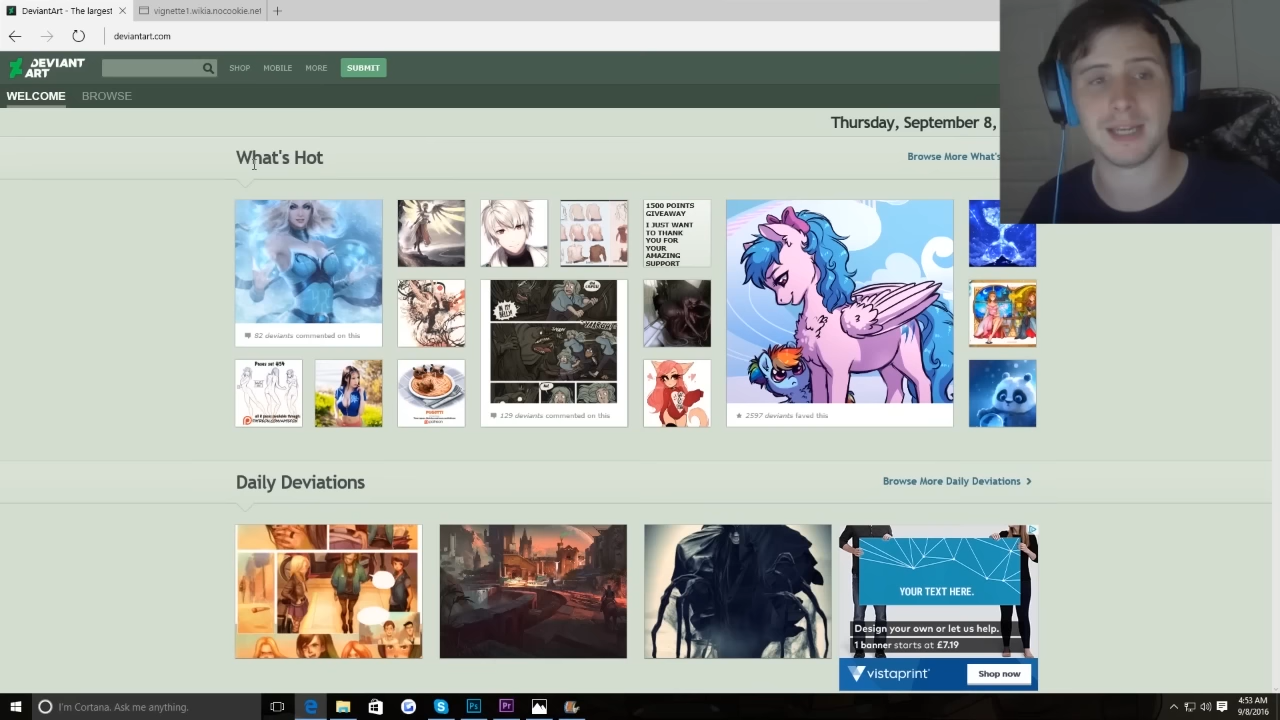 DeviantArt - The largest
vignette1.wikia.nocookie.net
deviantart.com
DEVIANT
ART
SHOP
MOBILE
MORE
SUBMIT
WELCOME
BROWSE
Thursday, September 8,
What's Hot
Browse More What's
1500 POINTS
GIVEAWAY
I JUST WANT
TO THANK
YOU FOR
YOUR
AMAZING
SUPPORT
82 deviants commented on this
129 deviants commented on this
2597 deviants faved this
Daily Deviations
Browse More Daily Deviations
YOUR TEXT HERE.
Design your own or let us help.
1 banner starts at £7.19
vistaprint
Shop now
I'm Cortana. Ask me anything.
4:53 AM
9/8/2016